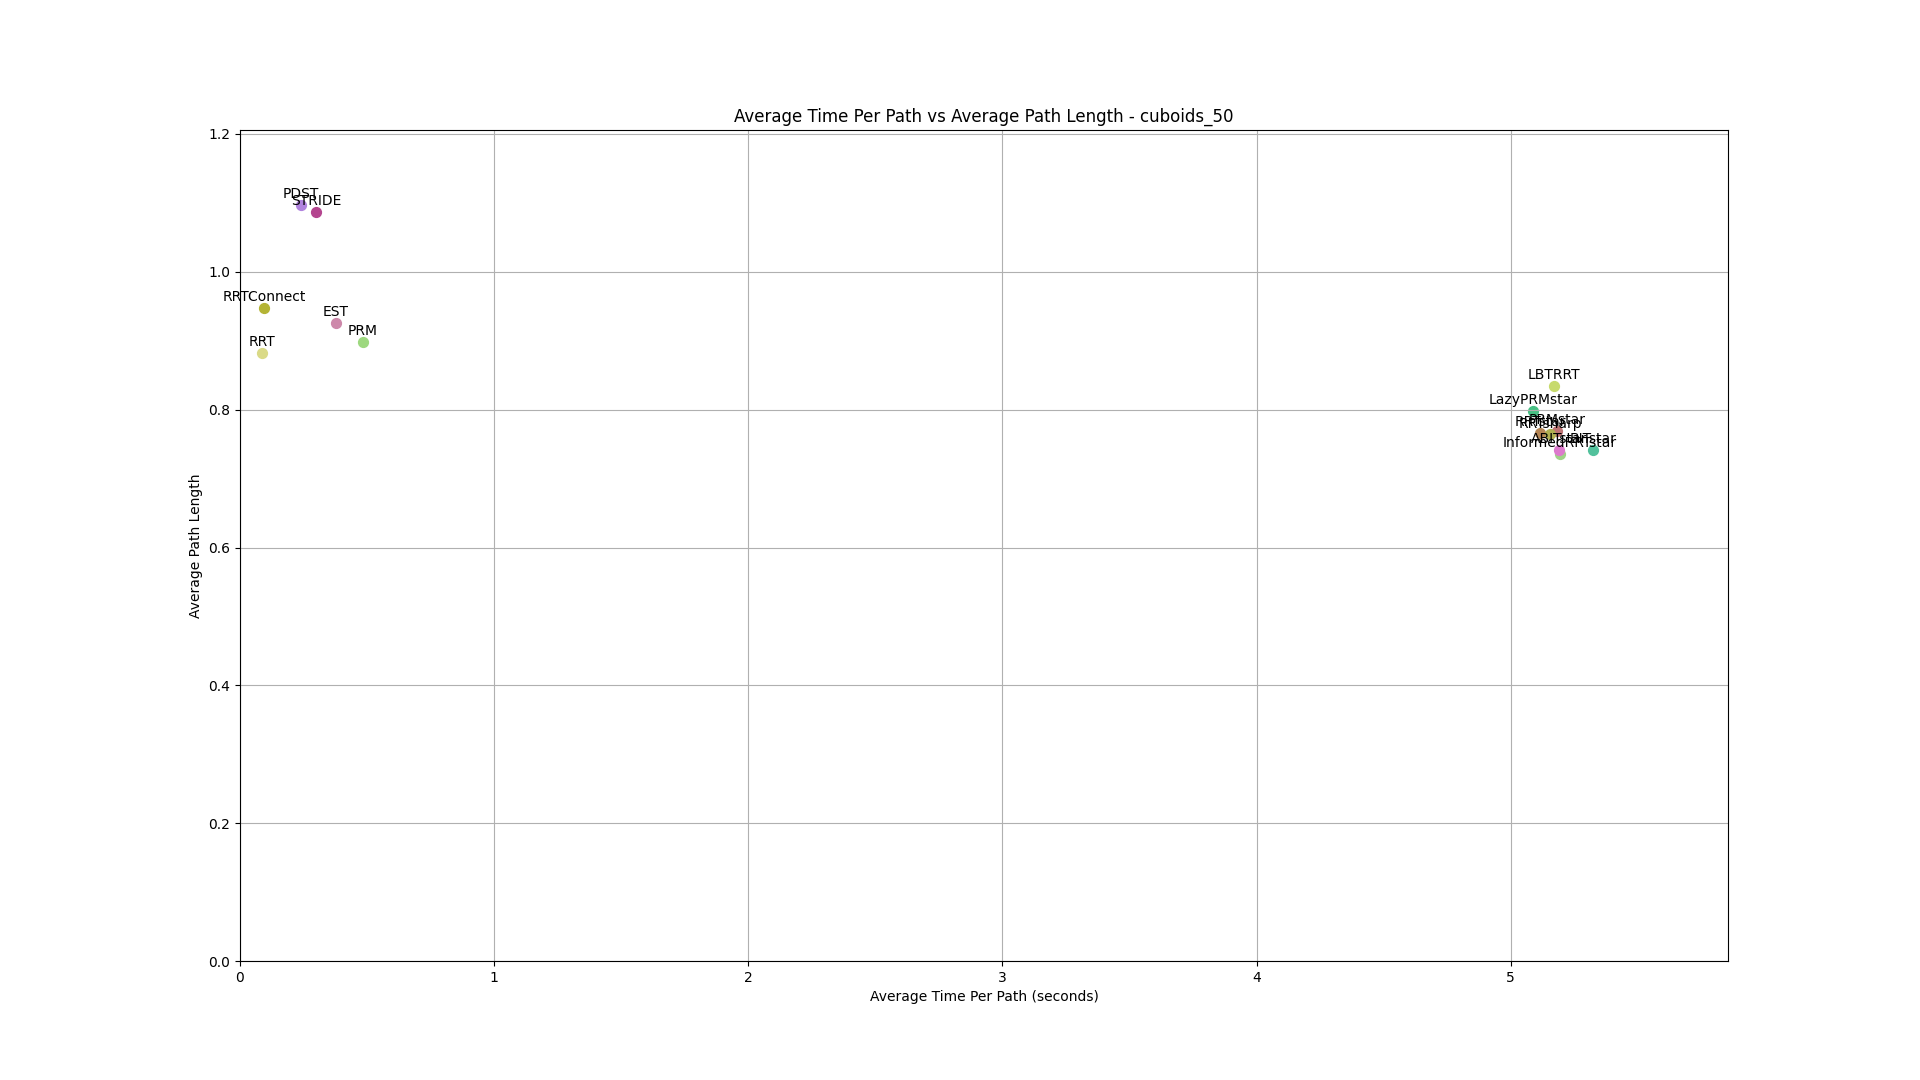 Average Time Per Path vs Average Path Length - cuboids_50
1.2
PDST
STRIDE
1.0
RRTConnect
EST
PRM
RRT
LBTRRT
LazyPRMstar
0.8
PRMstar
RRTsharp
InformedRRTstar
0.6
Average Path Length
0.4
0.2
0.0
0
1
2
3
4
5
Average Time Per Path (seconds)